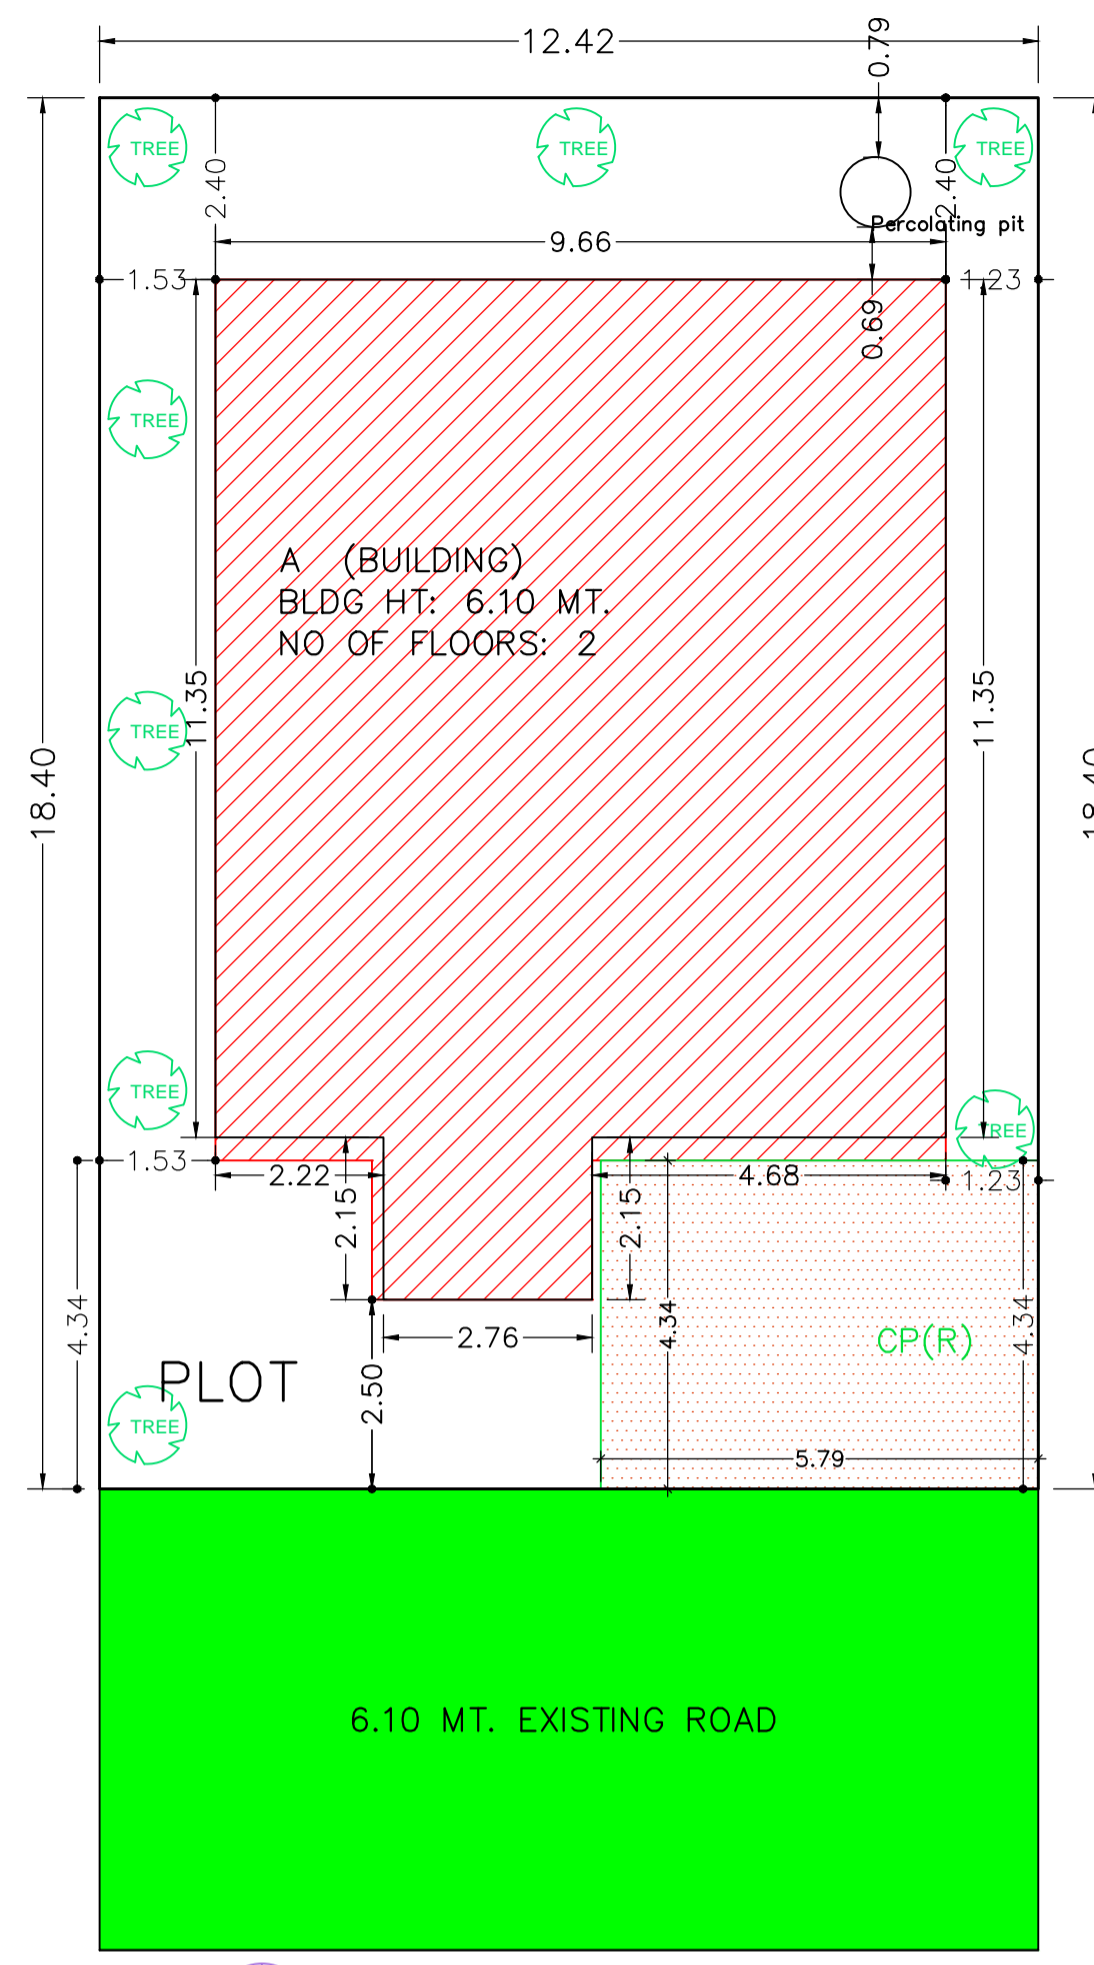 12.42
0.79
TREE
TREE
TREE
2.40
2.40
Percolating pit
9.66
1.53
1.23
0.69
TREE
A (BUILDING)
BLDG HT: 6.10 MT.
NO OF FLOORS: 2
11.35
11.35
TREE
18.40
18.40
TREE
TREE
1.53
2.22
4.68
1.23
2.15
2.15
4.34
2.76
4.34
4.34
CP(R)
PLOT
2.50
TREE
5.79
6.10 MT. EXISTING ROAD